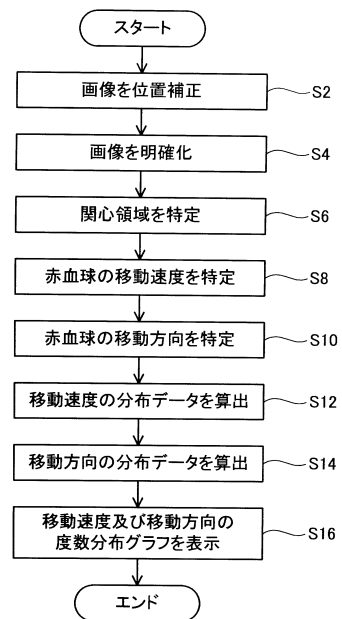 スタート
画像を位置補正 S2
画像を明確化 S4
関心領域を特定 S6
赤血球の移動速度を特定 S8
赤血球の移動方向を特定 S10
移動速度の分布データを算出 S12
移動方向の分布データを算出 S14
移動速度及び移動方向の
度数分布グラフを表示 S16
エンド